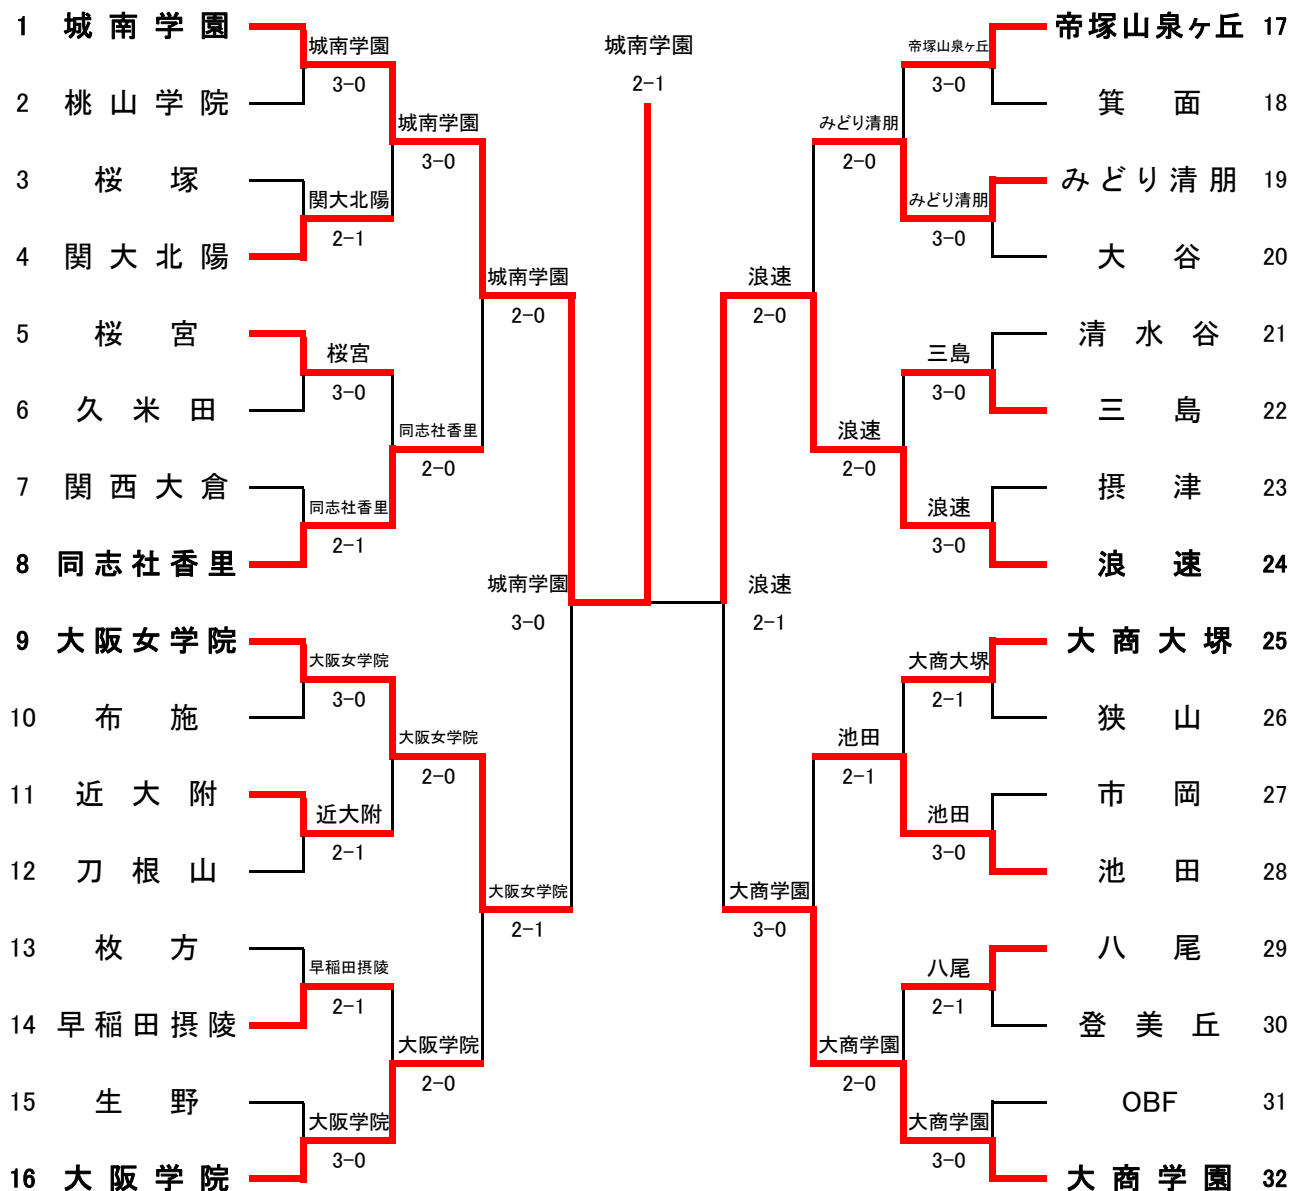 1 城南学園
2 桃山学院
3 桜塚
4 関大北陽
5 桜宮
6 久米田
7 関西大倉
8 同志社香里
9 大阪女学院
10 布施
11 近大附
12 刀根山
13 枚方
14 早稲田摂陵
15 生野
16 大阪学院
城南学園
3-0
関大北陽
2-1
桜宮
3-0
同志社香里
2-1
大阪女学院
3-0
近大附
2-1
早稲田摂陵
2-1
大阪学院
3-0
城南学園
3-0
同志社香里
2-0
大阪女学院
2-0
大阪学院
2-0
城南学園
2-0
大阪女学院
2-1
城南学園
3-0
城南学園
2-1
浪速
2-1
浪速
2-0
大商学園
3-0
みどり清朋
2-0
浪速
2-0
池田
2-1
大商学園
2-0
帝塚山泉ヶ丘
3-0
みどり清朋
3-0
三島
3-0
浪速
3-0
大商大堺
2-1
池田
3-0
八尾
2-1
大商学園
3-0
帝塚山泉ヶ丘 17
箕面 18
みどり清朋 19
大谷 20
清水谷 21
三島 22
摂津 23
浪速 24
大商大堺 25
狭山 26
市岡 27
池田 28
八尾 29
登美丘 30
OBF 31
大商学園 32